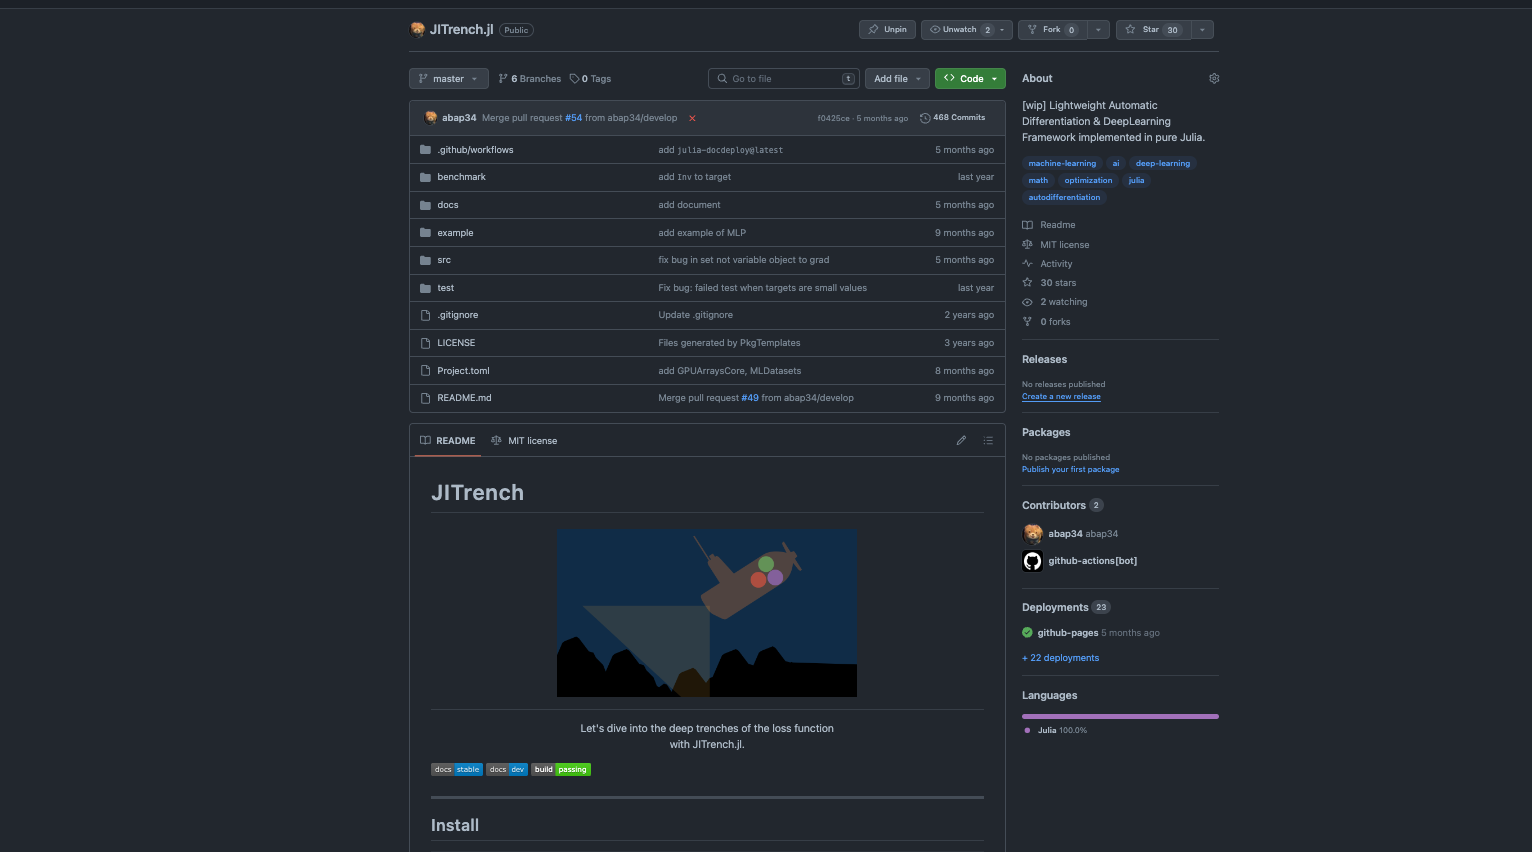 JITrench.jl Public
Unpin
Unwatch 2
Fork 0
Star 30
master
6 Branches
0 Tags
Go to file t
Add file
Code
abap34 Merge pull request #54 from abap34/develop
f0425ce · 5 months ago
468 Commits
.github/workflows add julia-docdeploy@latest 5 months ago
benchmark add Inv to target last year
docs add document 5 months ago
example add example of MLP 9 months ago
src fix bug in set not variable object to grad 5 months ago
test Fix bug: failed test when targets are small values last year
.gitignore Update .gitignore 2 years ago
LICENSE Files generated by PkgTemplates 3 years ago
Project.toml add GPUArraysCore, MLDatasets 8 months ago
README.md Merge pull request #49 from abap34/develop 9 months ago
README MIT license
JITrench
Let's dive into the deep trenches of the loss function
with JITrench.jl.
docs stable docs dev build passing
Install
About
[wip] Lightweight Automatic
Differentiation & DeepLearning
Framework implemented in pure Julia.
machine-learning ai deep-learning
math optimization julia
autodifferentiation
Readme
MIT license
Activity
30 stars
2 watching
0 forks
Releases
No releases published
Create a new release
Packages
No packages published
Publish your first package
Contributors 2
abap34 abap34
github-actions[bot]
Deployments 23
github-pages 5 months ago
+ 22 deployments
Languages
Julia 100.0%